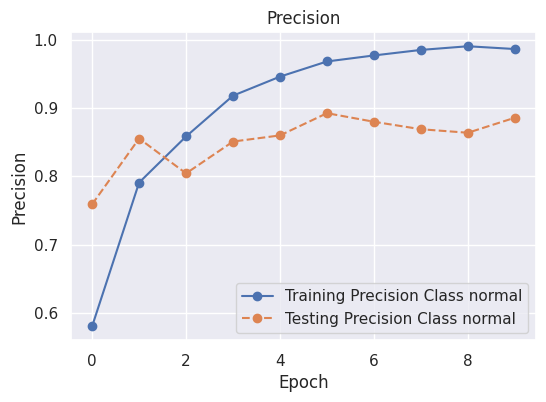 Precision
1.0
0.9
0.8
0.7
0.6
Precision
Training Precision Class normal
Testing Precision Class normal
0
2
4
6
8
Epoch